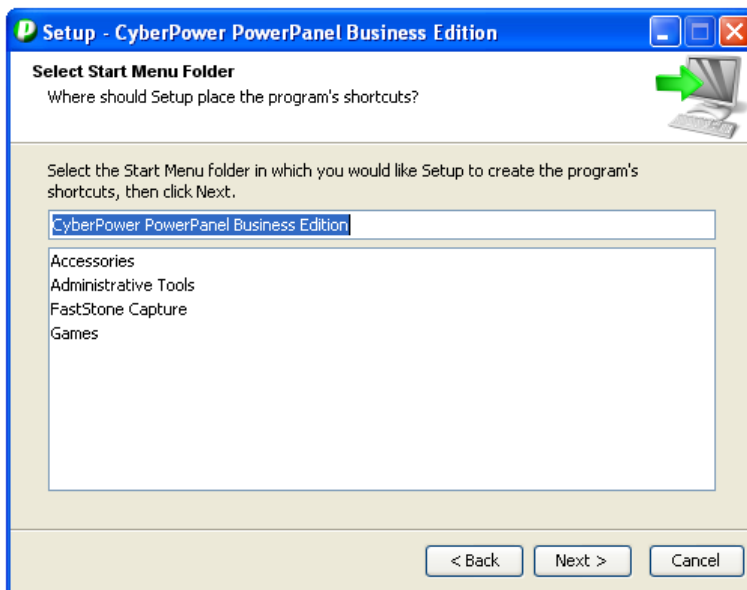 Setup - CyberPower PowerPanel Business Edition
Select Start Menu Folder
Where should Setup place the program's shortcuts?
Select the Start Menu folder in which you would like Setup to create the program's
shortcuts, then click Next.
CyberPower PowerPanel Business Edition
Accessories
Administrative Tools
FastStone Capture
Games
< Back Next > Cancel